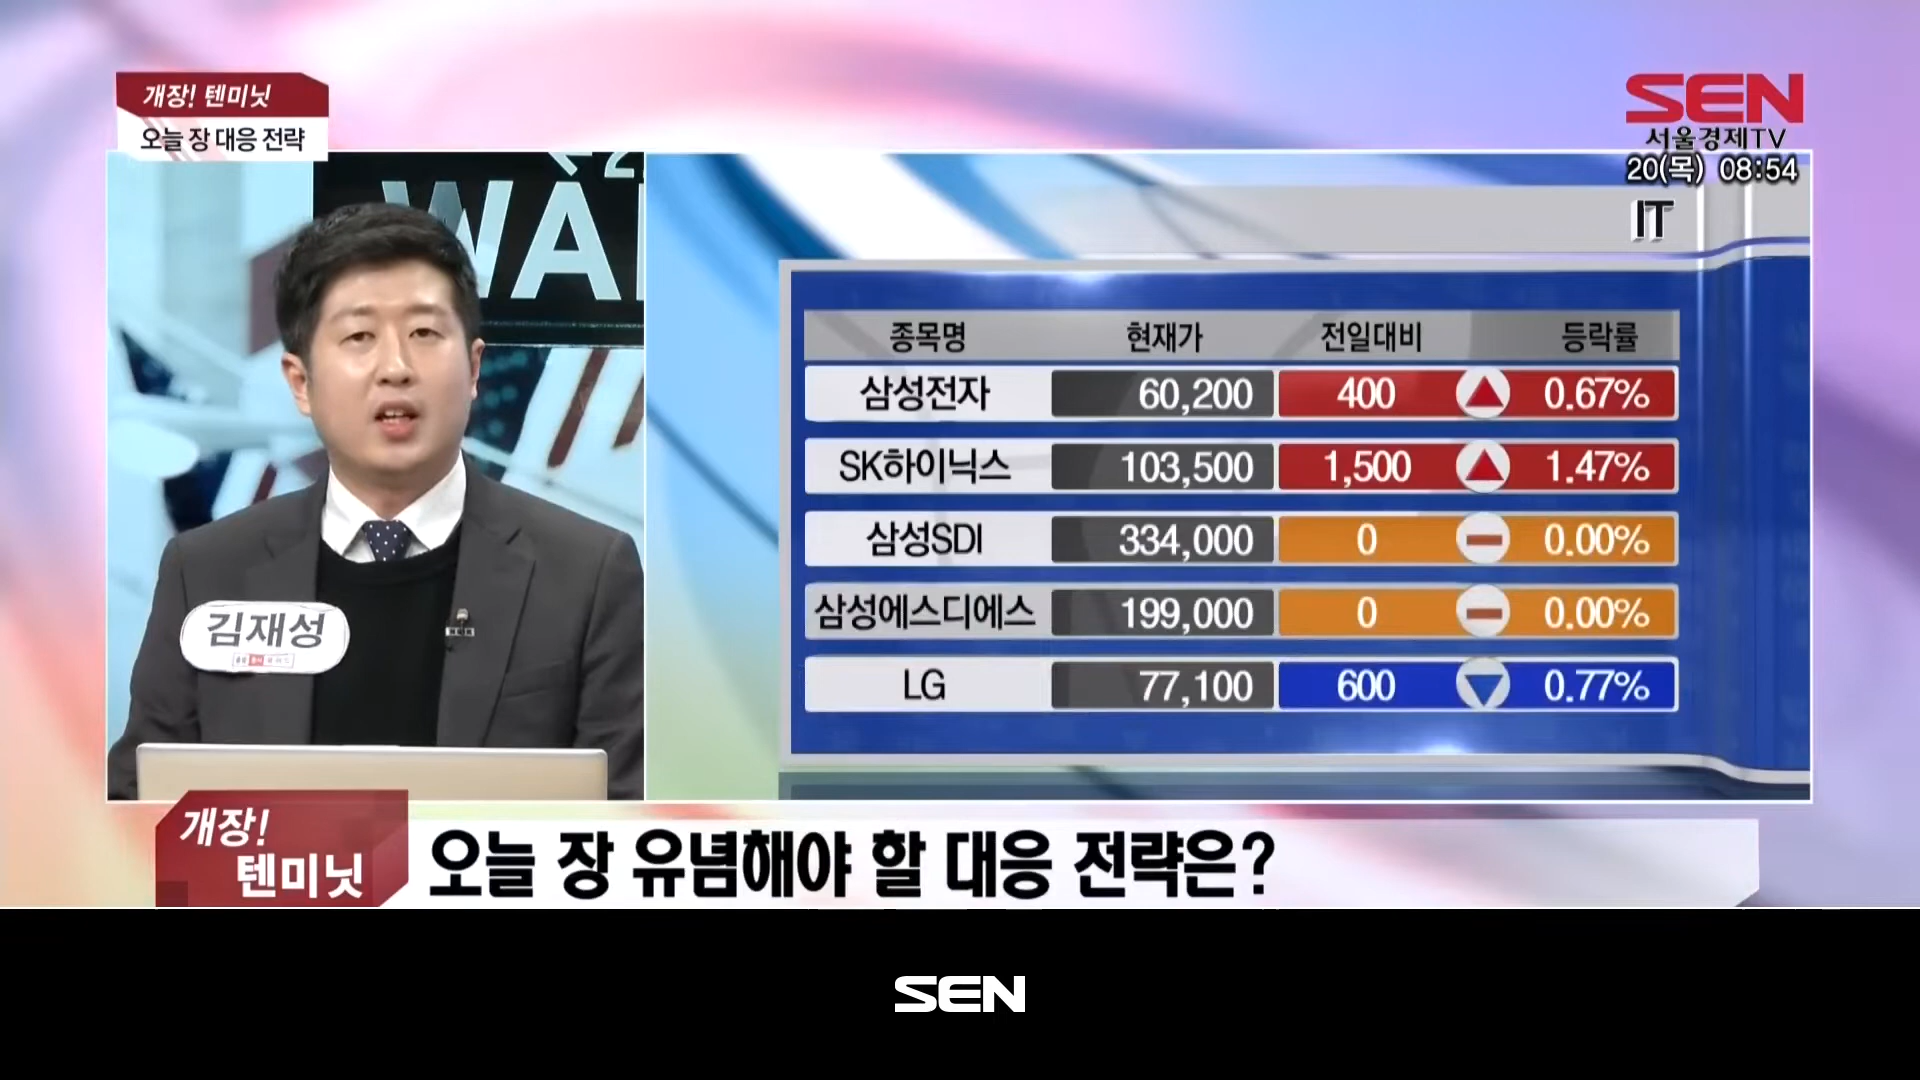 개장! 텐미닛
오늘 장 대응 전략
SEN
서울경제TV
20(목) 08:54
WA
IT
종목명 현재가 전일대비 등락률
삼성전자 60,200 400 ▲ 0.67%
SK하이닉스 103,500 1,500 ▲ 1.47%
삼성SDI 334,000 0 - 0.00%
삼성에스디에스 199,000 0 - 0.00%
LG 77,100 600 ▼ 0.77%
김재성
개장!
텐미닛
오늘 장 유념해야 할 대응 전략은?
SEN